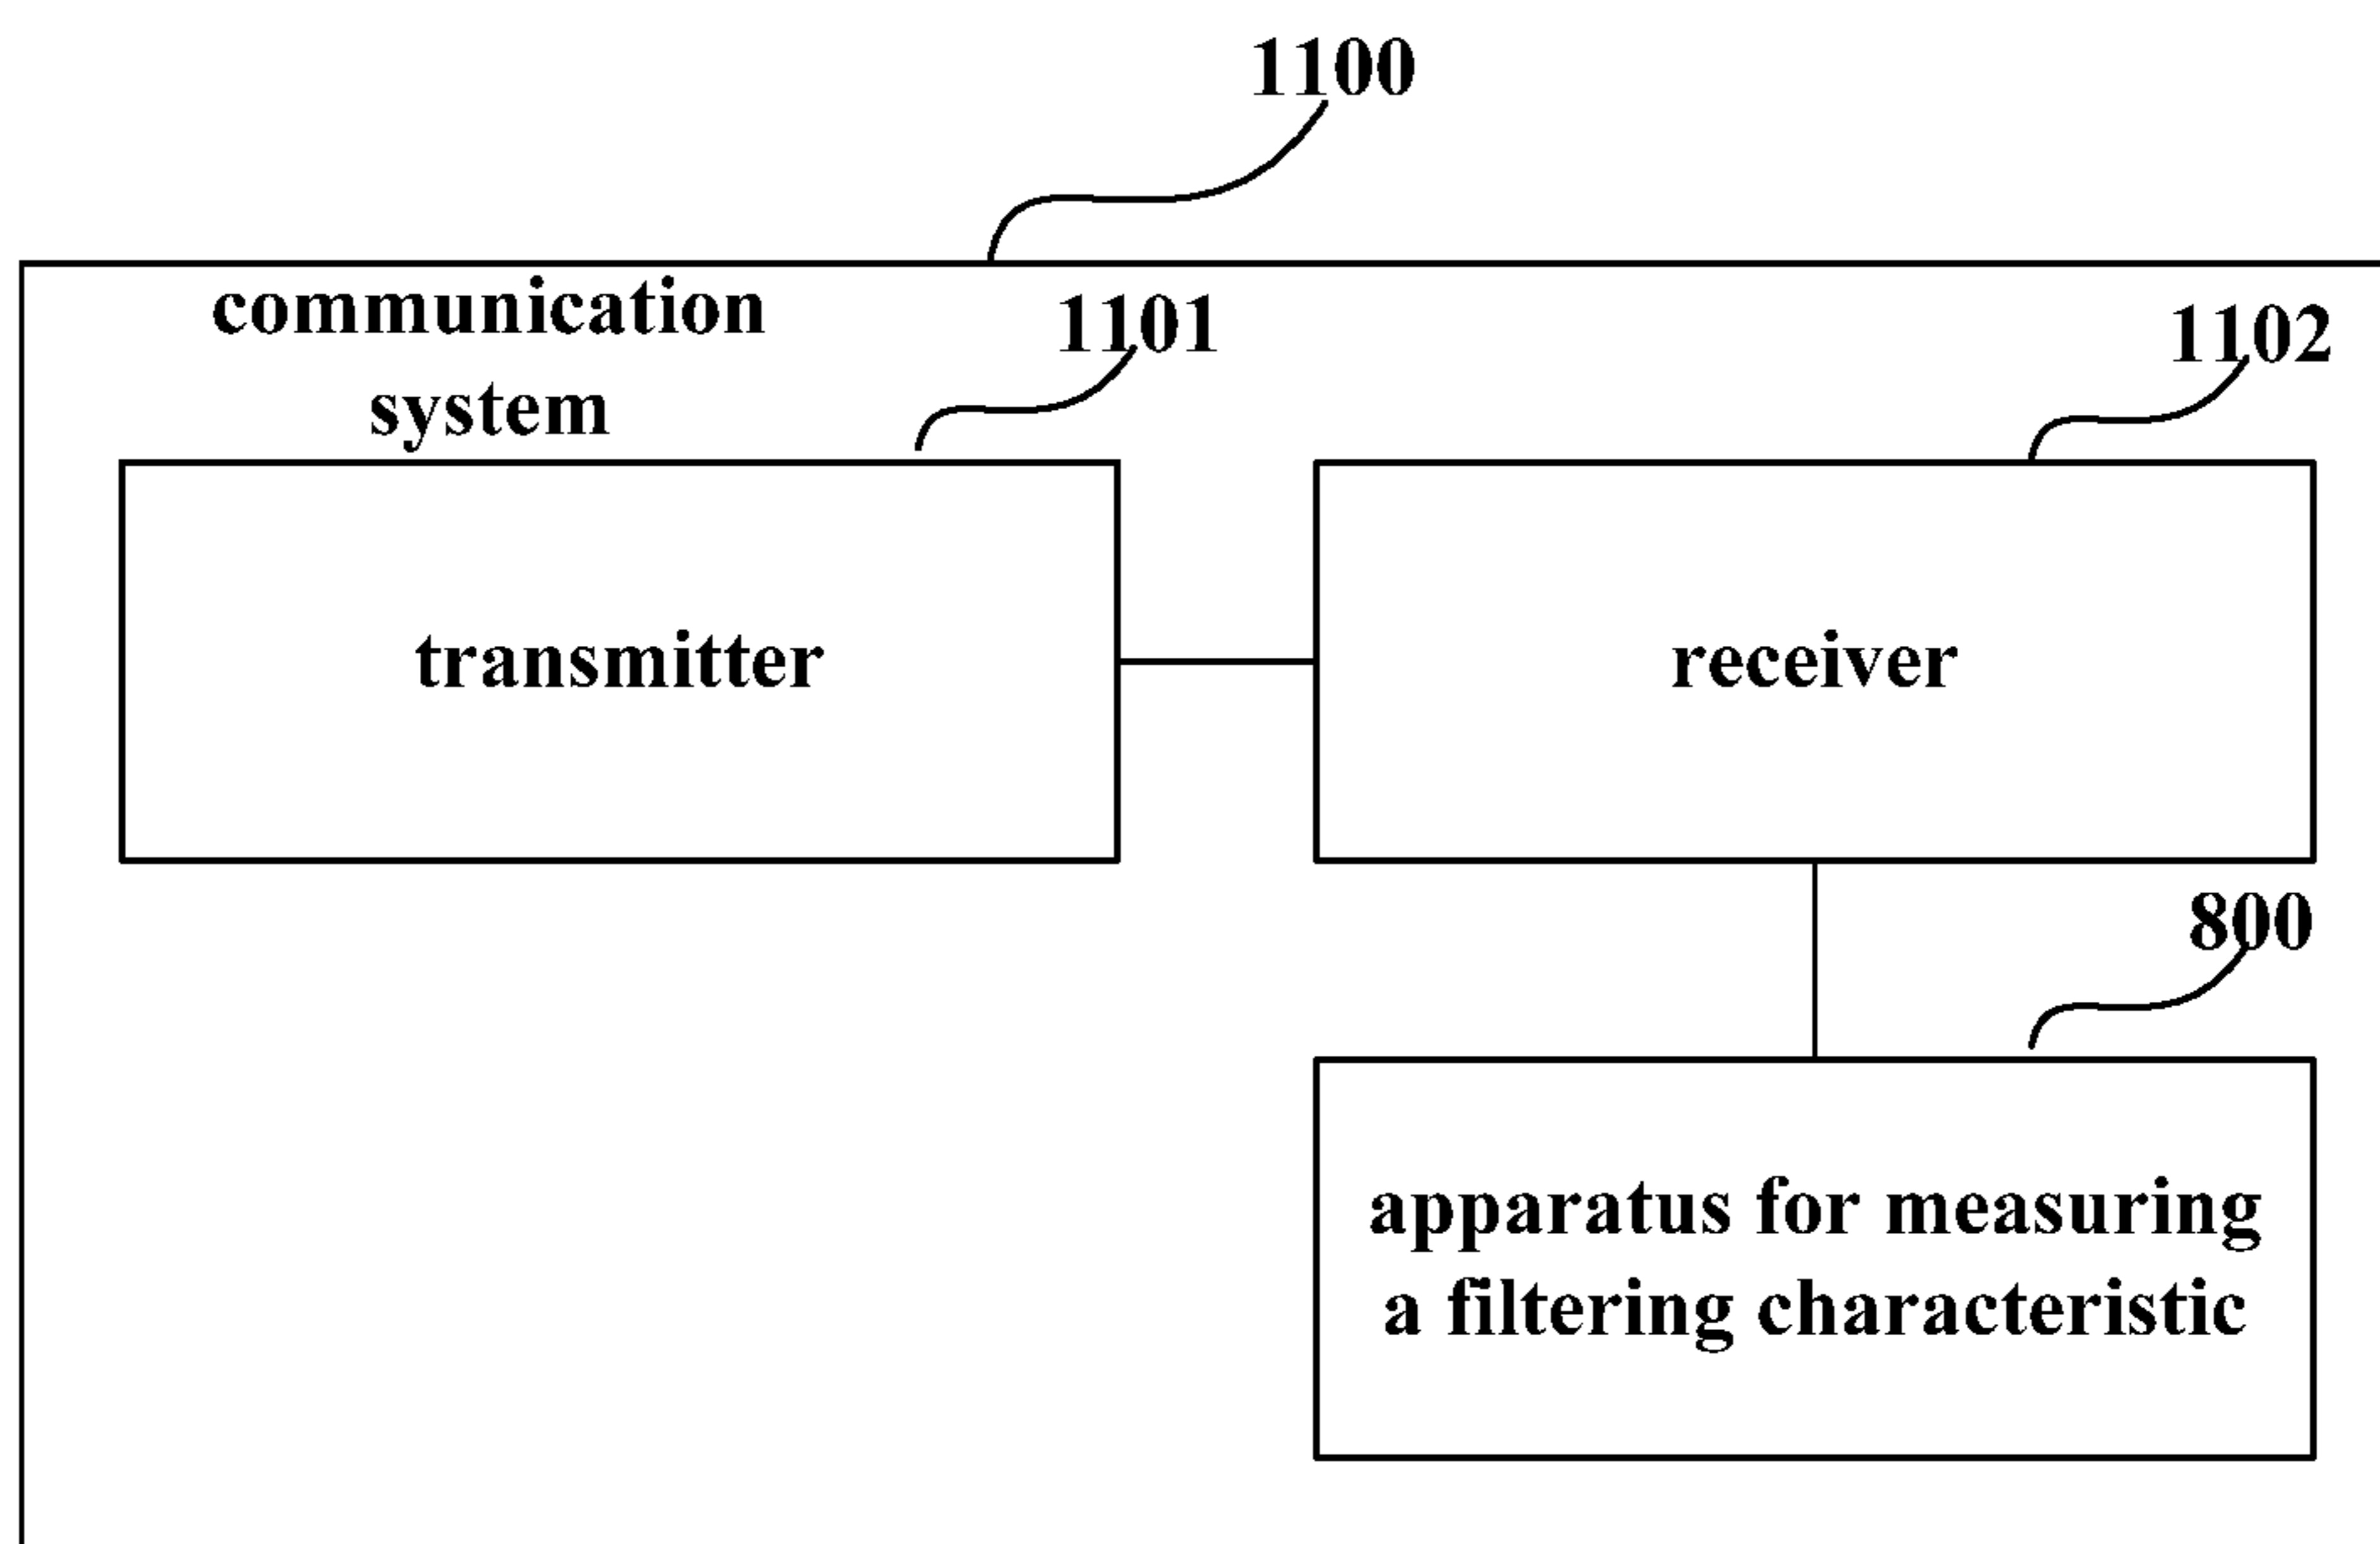 1100
communication
system
1101
1102
transmitter
receiver
800
apparatus for measuring
a filtering characteristic